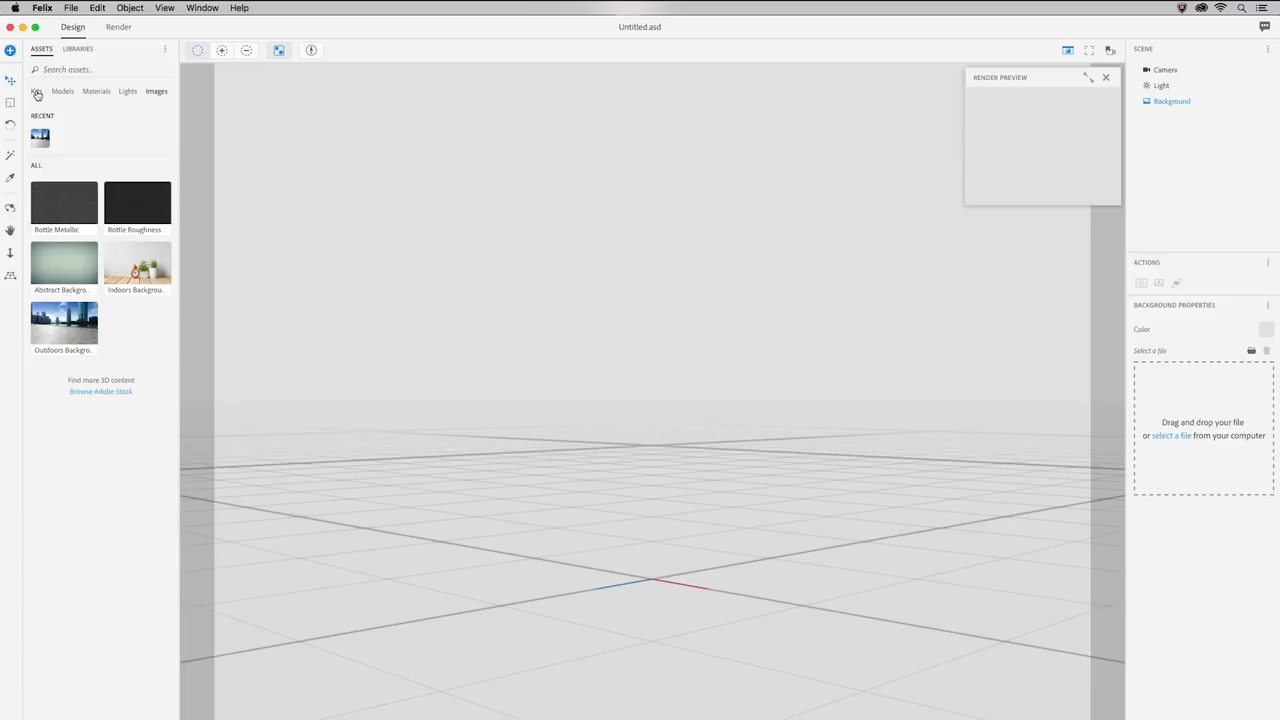 Felix File Edit Object View Window Help
Design Render Untitled.asd
ASSETS LIBRARIES
Search assets...
Models Materials Lights Images
RECENT
ALL
Bottle Metallic Bottle Roughness
Abstract Backgro... Indoors Backgrou...
Outdoors Backgro...
Find more 3D content
Browse Adobe Stock
RENDER PREVIEW
SCENE
Camera
Light
Background
ACTIONS
BACKGROUND PROPERTIES
Color
Select a file
Drag and drop your file
or select a file from your computer